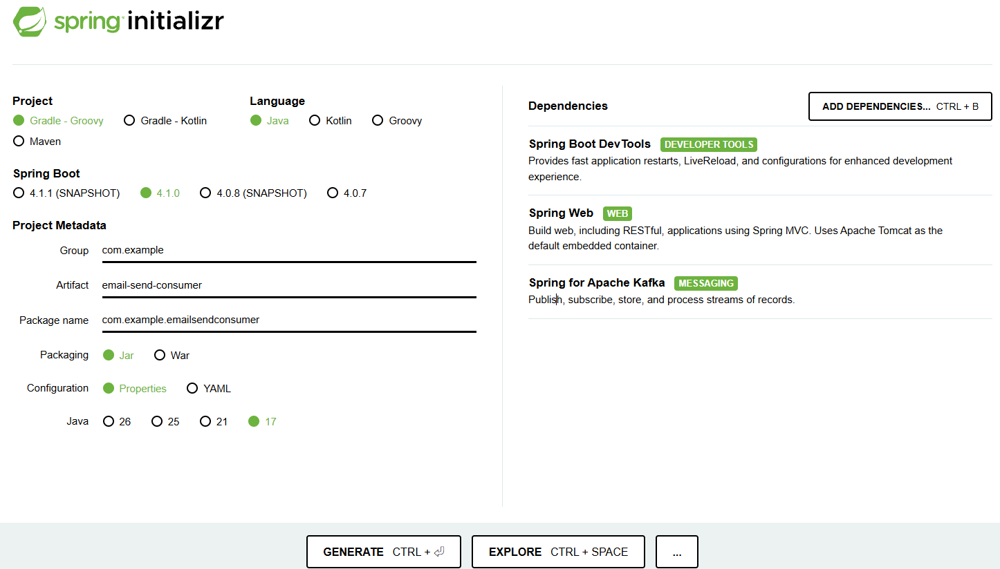 spring initializr
Project
Gradle - Groovy Gradle - Kotlin
Maven
Language
Java Kotlin Groovy
Spring Boot
4.1.1 (SNAPSHOT) 4.1.0 4.0.8 (SNAPSHOT) 4.0.7
Project Metadata
Group com.example
Artifact email-send-consumer
Package name com.example.emailsendconsumer
Packaging Jar War
Configuration Properties YAML
Java 26 25 21 17
Dependencies
ADD DEPENDENCIES... CTRL + B
Spring Boot DevTools DEVELOPER TOOLS
Provides fast application restarts, LiveReload, and configurations for enhanced development
experience.
Spring Web WEB
Build web, including RESTful, applications using Spring MVC. Uses Apache Tomcat as the
default embedded container.
Spring for Apache Kafka MESSAGING
Publish, subscribe, store, and process streams of records.
GENERATE CTRL + ⏎
EXPLORE CTRL + SPACE
...